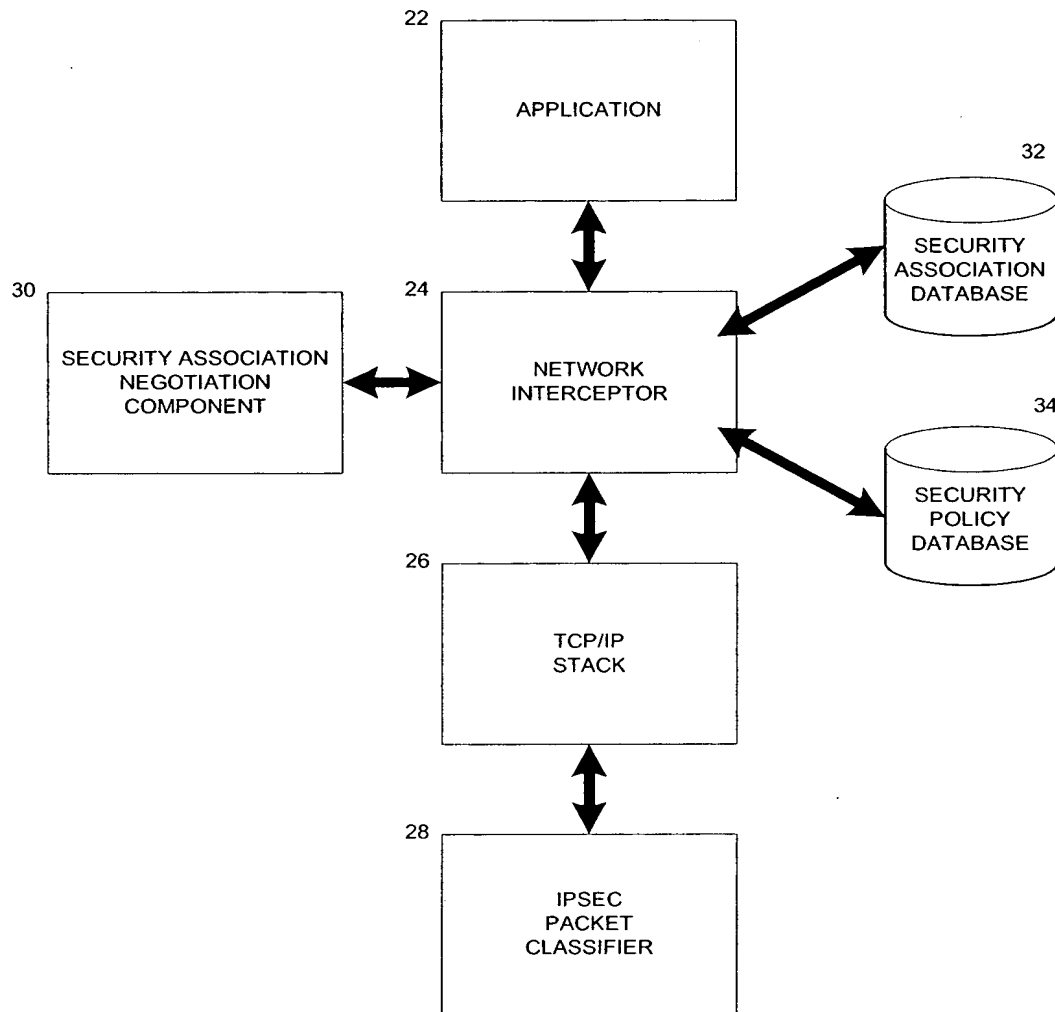 22
APPLICATION
32
SECURITY
ASSOCIATION
DATABASE
30
SECURITY ASSOCIATION
NEGOTIATION
COMPONENT
24
NETWORK
INTERCEPTOR
34
SECURITY
POLICY
DATABASE
26
TCP/IP
STACK
28
IPSEC
PACKET
CLASSIFIER